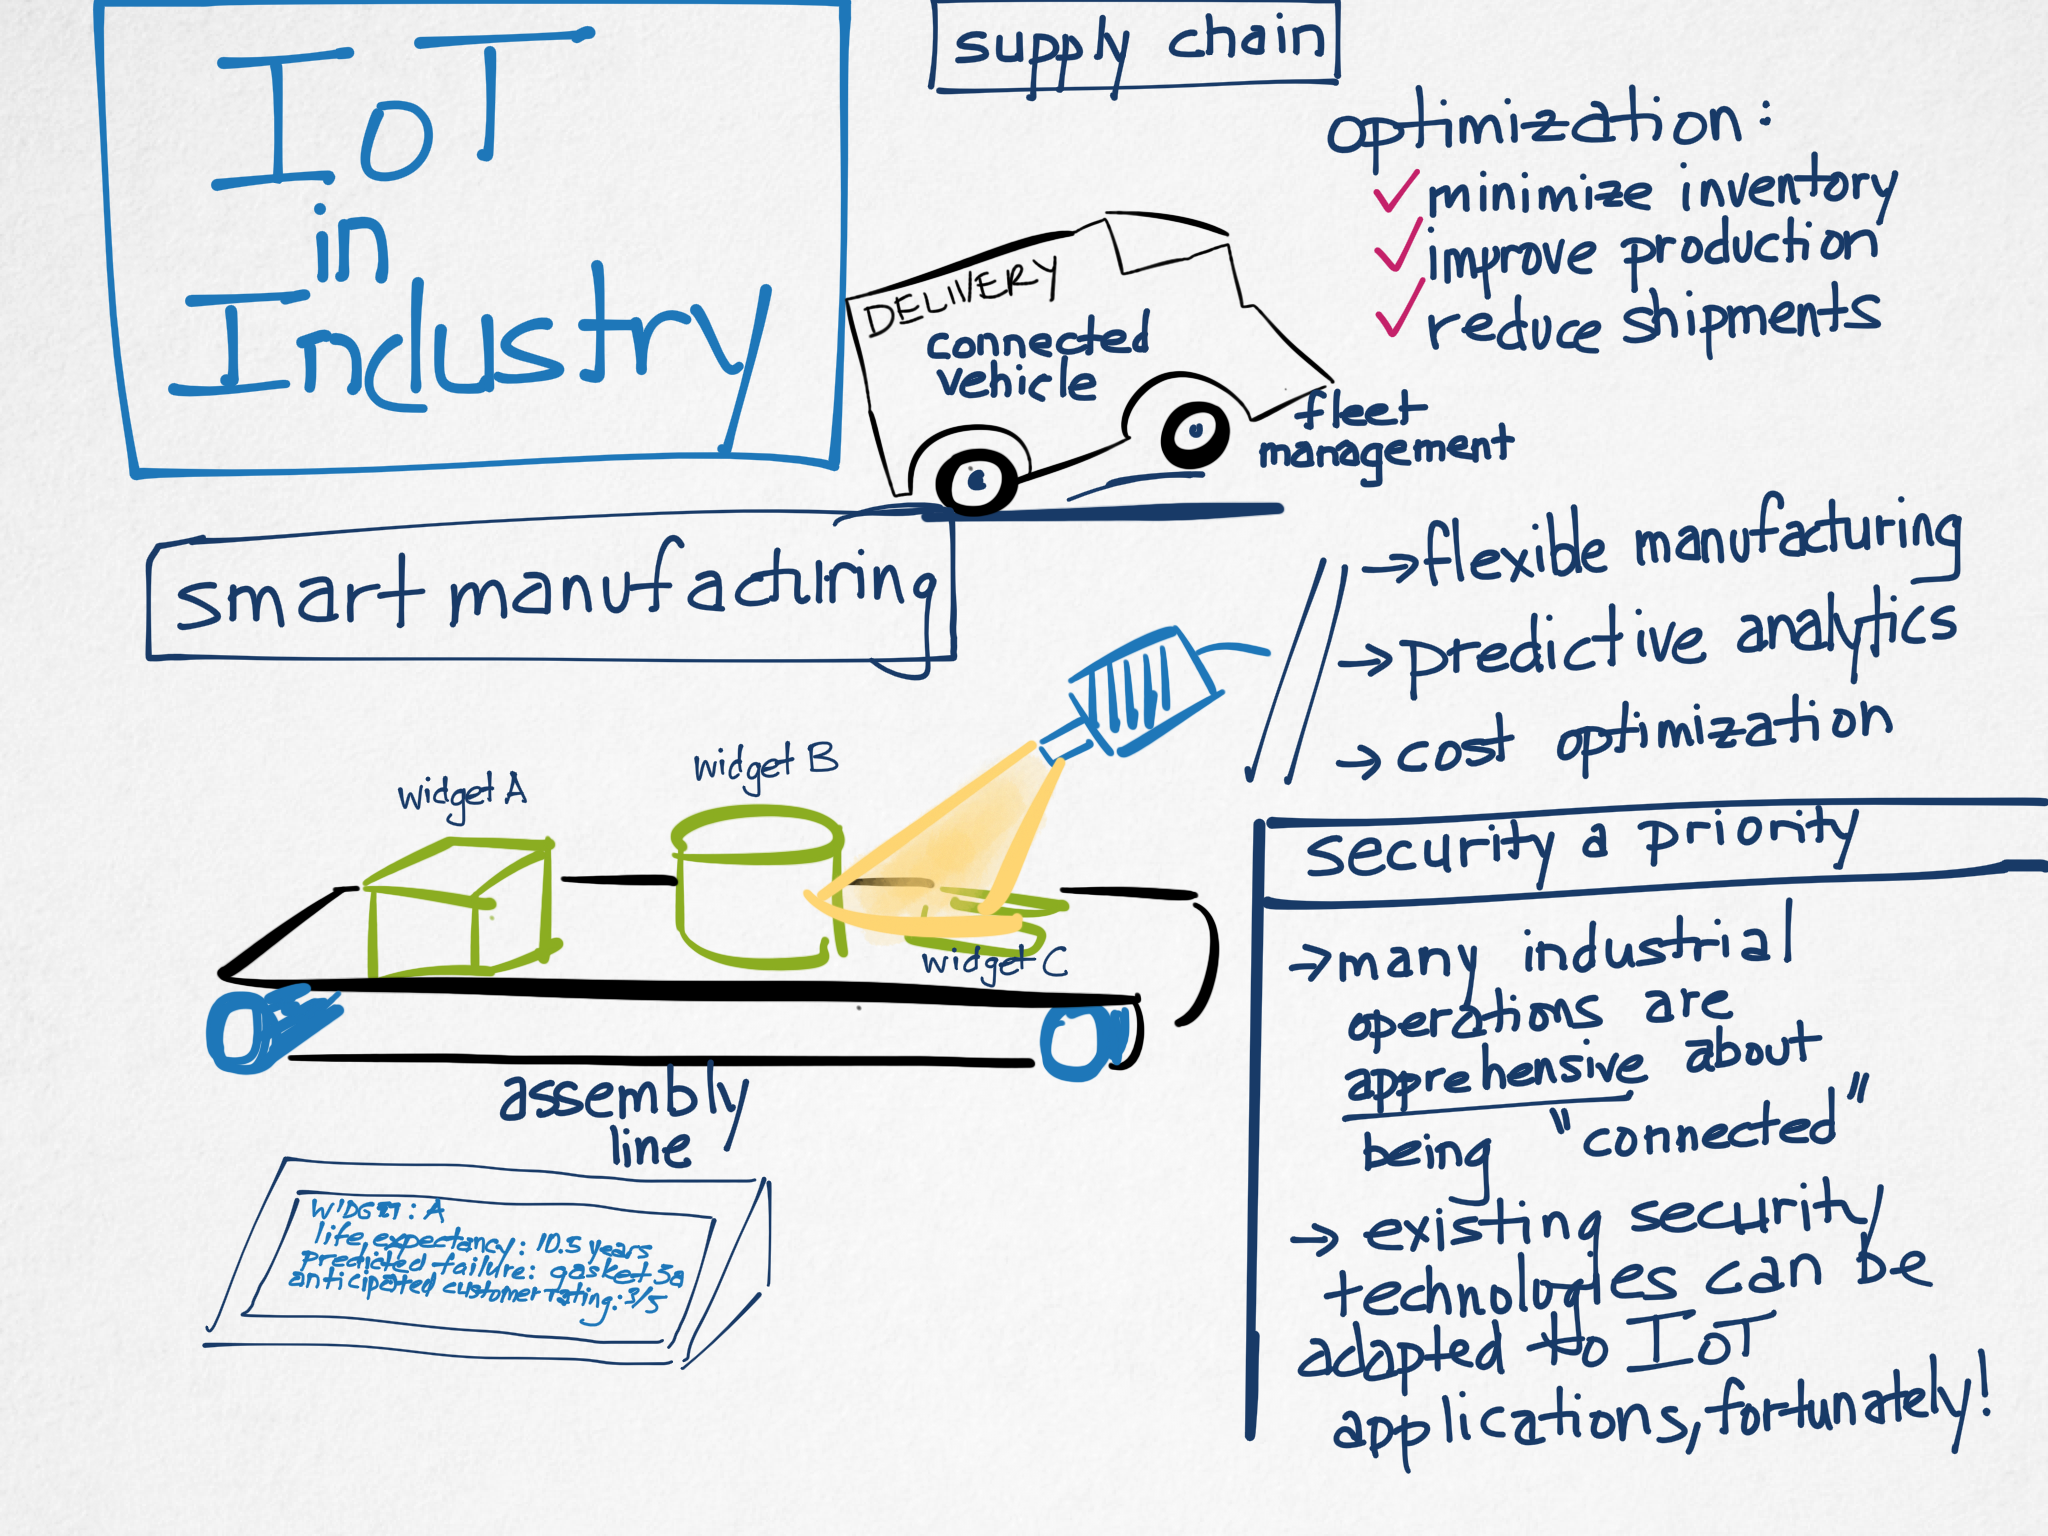 IoT
in
Industry
supply chain
optimization:
✓ minimize inventory
✓ improve production
✓ reduce shipments
DELIVERY
connected
vehicle
fleet
management
smart manufacturing
→ flexible manufacturing
→ predictive analytics
→ cost optimization
widget A
widget B
widget C
assembly
line
WIDGET: A
life expectancy: 10.5 years
predicted failure: gasket 3a
anticipated customer rating: 3/5
security a priority
→ many industrial
operations are
apprehensive about
being "connected"
→ existing security
technologies can be
adapted to IoT
applications, fortunately!